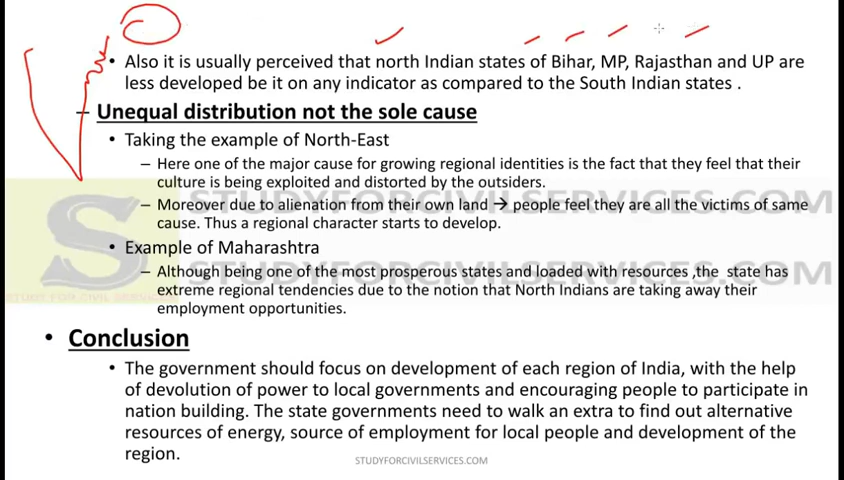 • Also it is usually perceived that north Indian states of Bihar, MP, Rajasthan and UP are
less developed be it on any indicator as compared to the South Indian states .
– Unequal distribution not the sole cause
• Taking the example of North-East
– Here one of the major cause for growing regional identities is the fact that they feel that their
culture is being exploited and distorted by the outsiders.
– Moreover due to alienation from their own land → people feel they are all the victims of same
cause. Thus a regional character starts to develop.
• Example of Maharashtra
– Although being one of the most prosperous states and loaded with resources ,the state has
extreme regional tendencies due to the notion that North Indians are taking away their
employment opportunities.
• Conclusion
• The government should focus on development of each region of India, with the help
of devolution of power to local governments and encouraging people to participate in
nation building. The state governments need to walk an extra to find out alternative
resources of energy, source of employment for local people and development of the
region.
STUDYFORCIVILSERVICES.COM
S
STUDYFORCIVILSERVICES.COM
STUDYFORCIVILSERVICES.COM
STUDY FOR CIVIL SERVICES